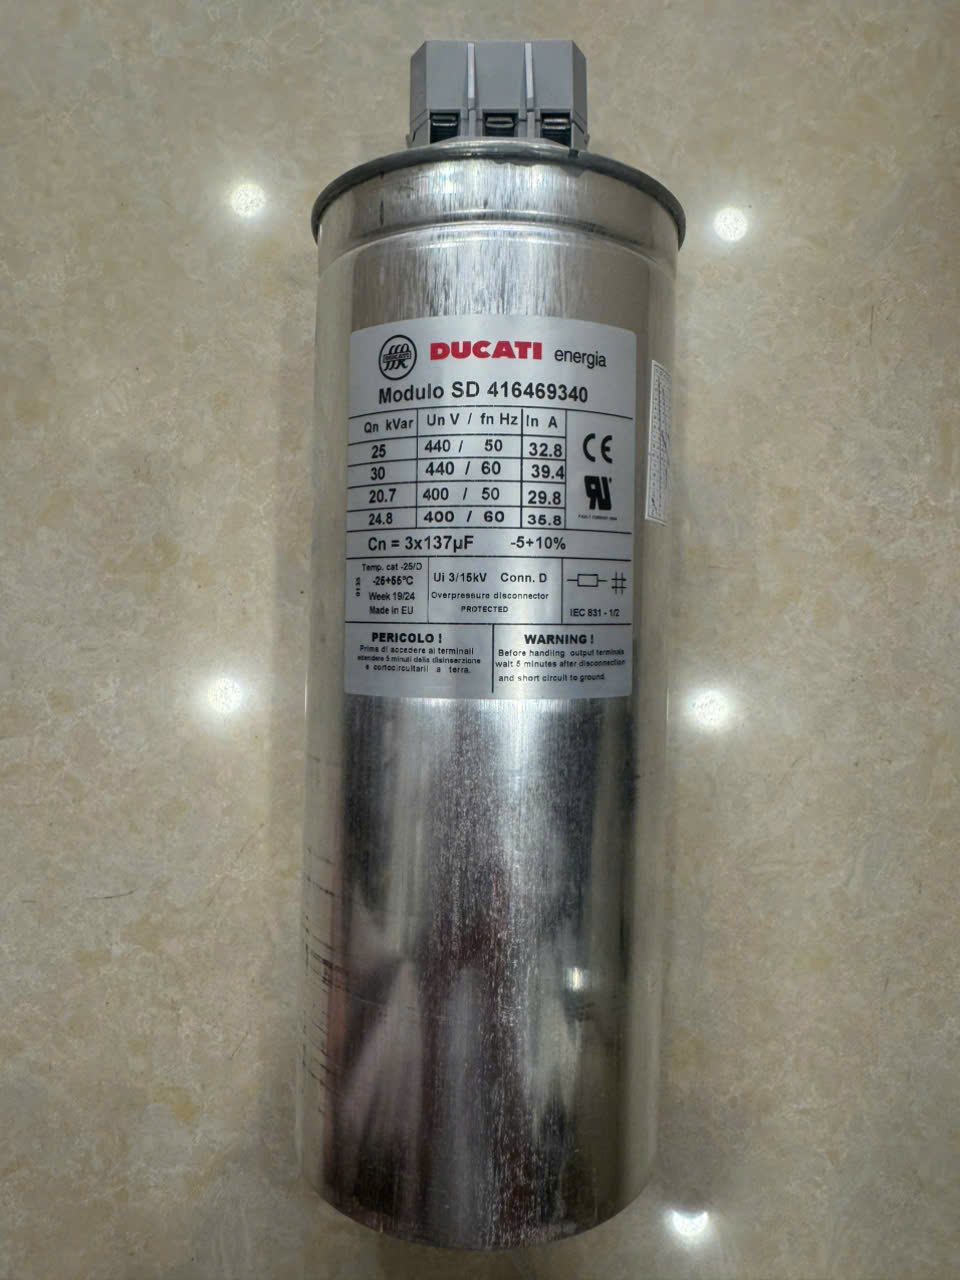 DUCATI energia
Modulo SD 416469340
Qn kVar Un V / fn Hz In A
25 440 / 50 32.8
30 440 / 60 39.4
20.7 400 / 50 29.8
24.8 400 / 60 35.8
CE
Cn = 3x137µF -5+10%
Temp. cat -25/D
-25+55°C
Week 19/24
Made in EU
0135
Ui 3/15kV Conn. D
Overpressure disconnector
PROTECTED
IEC 831 - 1/2
PERICOLO !
Prima di accedere ai terminali
attendere 5 minuti dalla disinserzione
e cortocircuitarli a terra.
WARNING !
Before handling output terminals
wait 5 minutes after disconnection
and short circuit to ground.